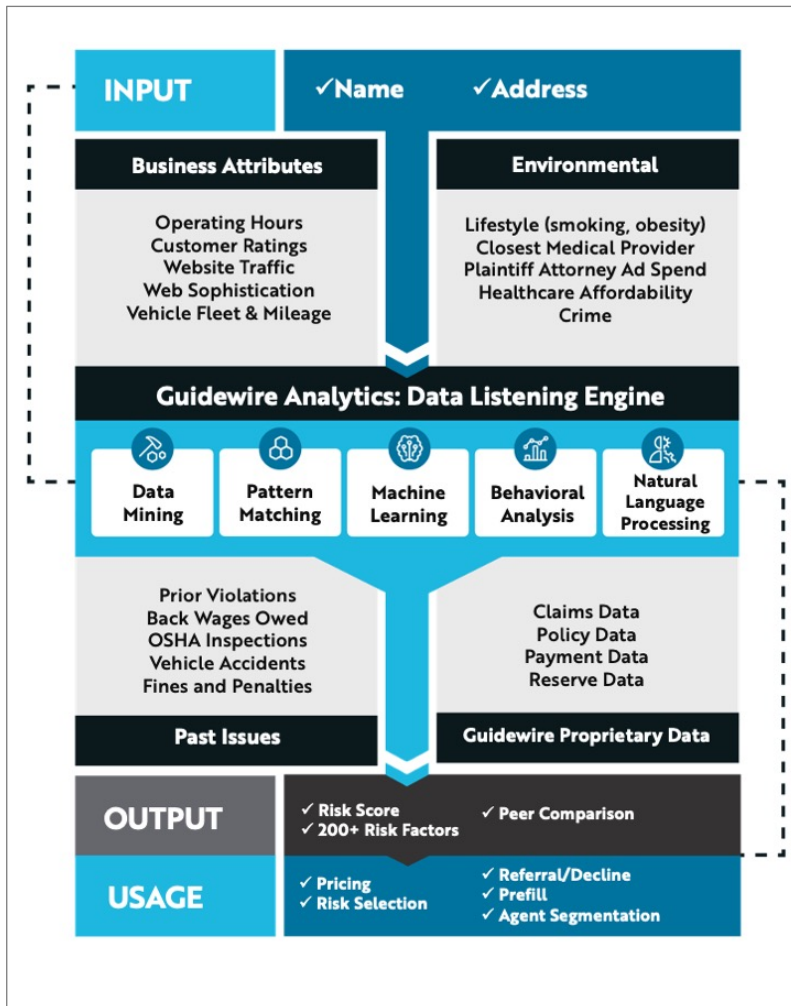 INPUT
✓Name ✓Address
Business Attributes
Operating Hours
Customer Ratings
Website Traffic
Web Sophistication
Vehicle Fleet & Mileage
Environmental
Lifestyle (smoking, obesity)
Closest Medical Provider
Plaintiff Attorney Ad Spend
Healthcare Affordability
Crime
Guidewire Analytics: Data Listening Engine
Data
Mining
Pattern
Matching
Machine
Learning
Behavioral
Analysis
Natural
Language
Processing
Prior Violations
Back Wages Owed
OSHA Inspections
Vehicle Accidents
Fines and Penalties
Past Issues
Claims Data
Policy Data
Payment Data
Reserve Data
Guidewire Proprietary Data
OUTPUT
✓ Risk Score
✓ 200+ Risk Factors
✓ Peer Comparison
USAGE
✓ Pricing
✓ Risk Selection
✓ Referral/Decline
✓ Prefill
✓ Agent Segmentation